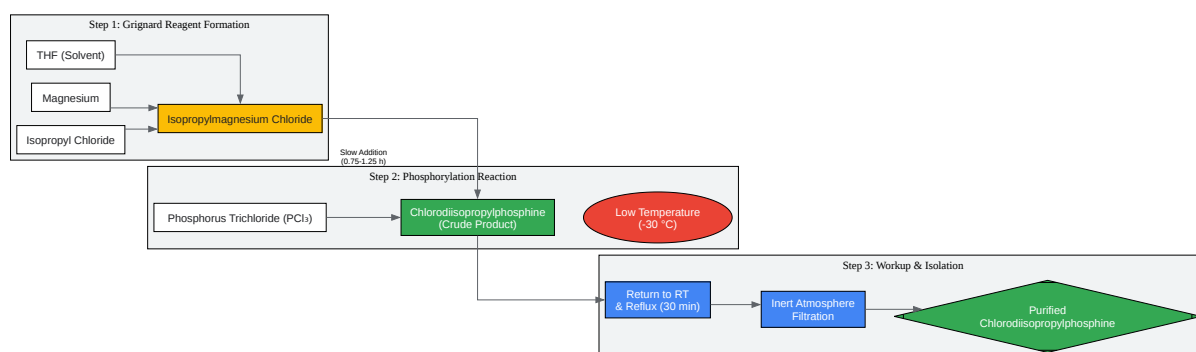 Step 1: Grignard Reagent Formation
THF (Solvent)
Magnesium
Isopropyl Chloride
Isopropylmagnesium Chloride
Slow Addition
(0.75-1.25 h)
Step 2: Phosphorylation Reaction
Phosphorus Trichloride (PCl₃)
Chlorodiisopropylphosphine
(Crude Product)
Low Temperature
(-30 °C)
Step 3: Workup & Isolation
Return to RT
& Reflux (30 min)
Inert Atmosphere
Filtration
Purified
Chlorodiisopropylphosphine